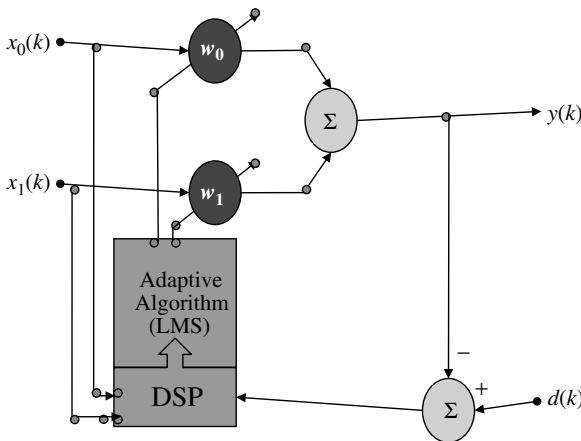 x₀(k)
w₀
Σ
y(k)
x₁(k)
w₁
Adaptive
Algorithm
(LMS)
−
+
DSP
Σ
d(k)